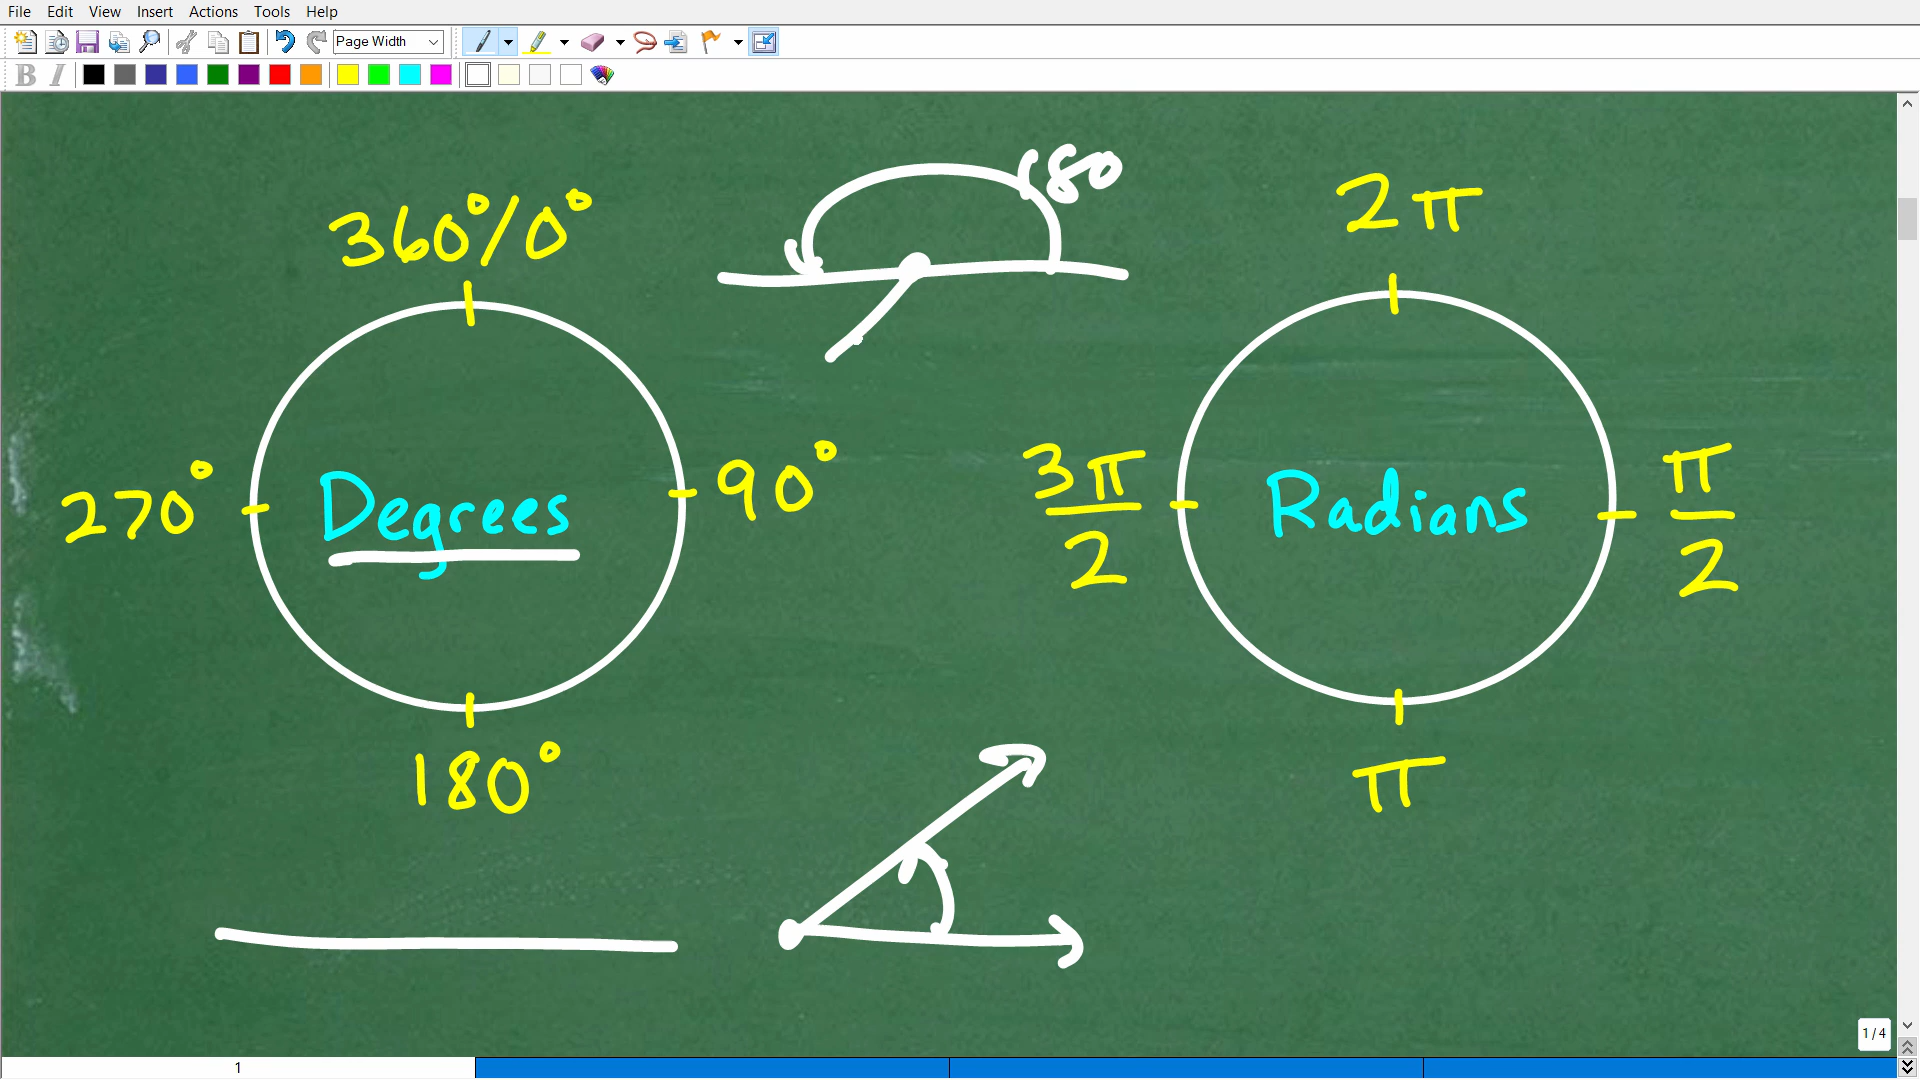 File Edit View Insert Actions Tools Help
Page Width
B I
180
360°/0°
2π
270°
Degrees
90°
3π/2
Radians
π/2
180°
π
1 / 4
1